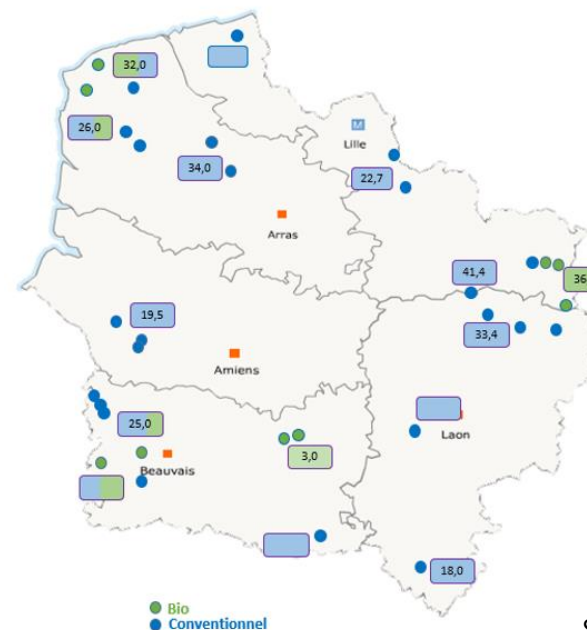 32,0
M
Lille
26,0
34,0
22,7
Arras
41,4
36
19,5
33,4
Amiens
25,0
Laon
Beauvais
3,0
18,0
Bio
Conventionnel